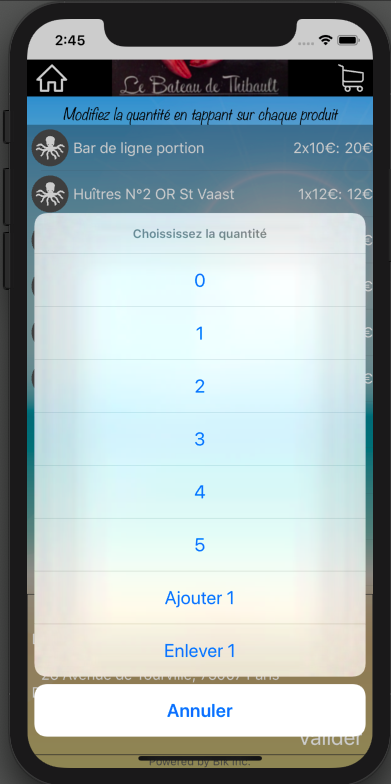 2:45
Le Bateau de Thibault
Modifiez la quantité en tappant sur chaque produit
Bar de ligne portion 2x10€: 20€
Huîtres N°2 OR St Vaast 1x12€: 12€
Choississez la quantité
0
1
2
3
4
5
Ajouter 1
Enlever 1
Avenue de Tourville, 75007 Paris
Annuler
Valider
Powered by Bik Inc.